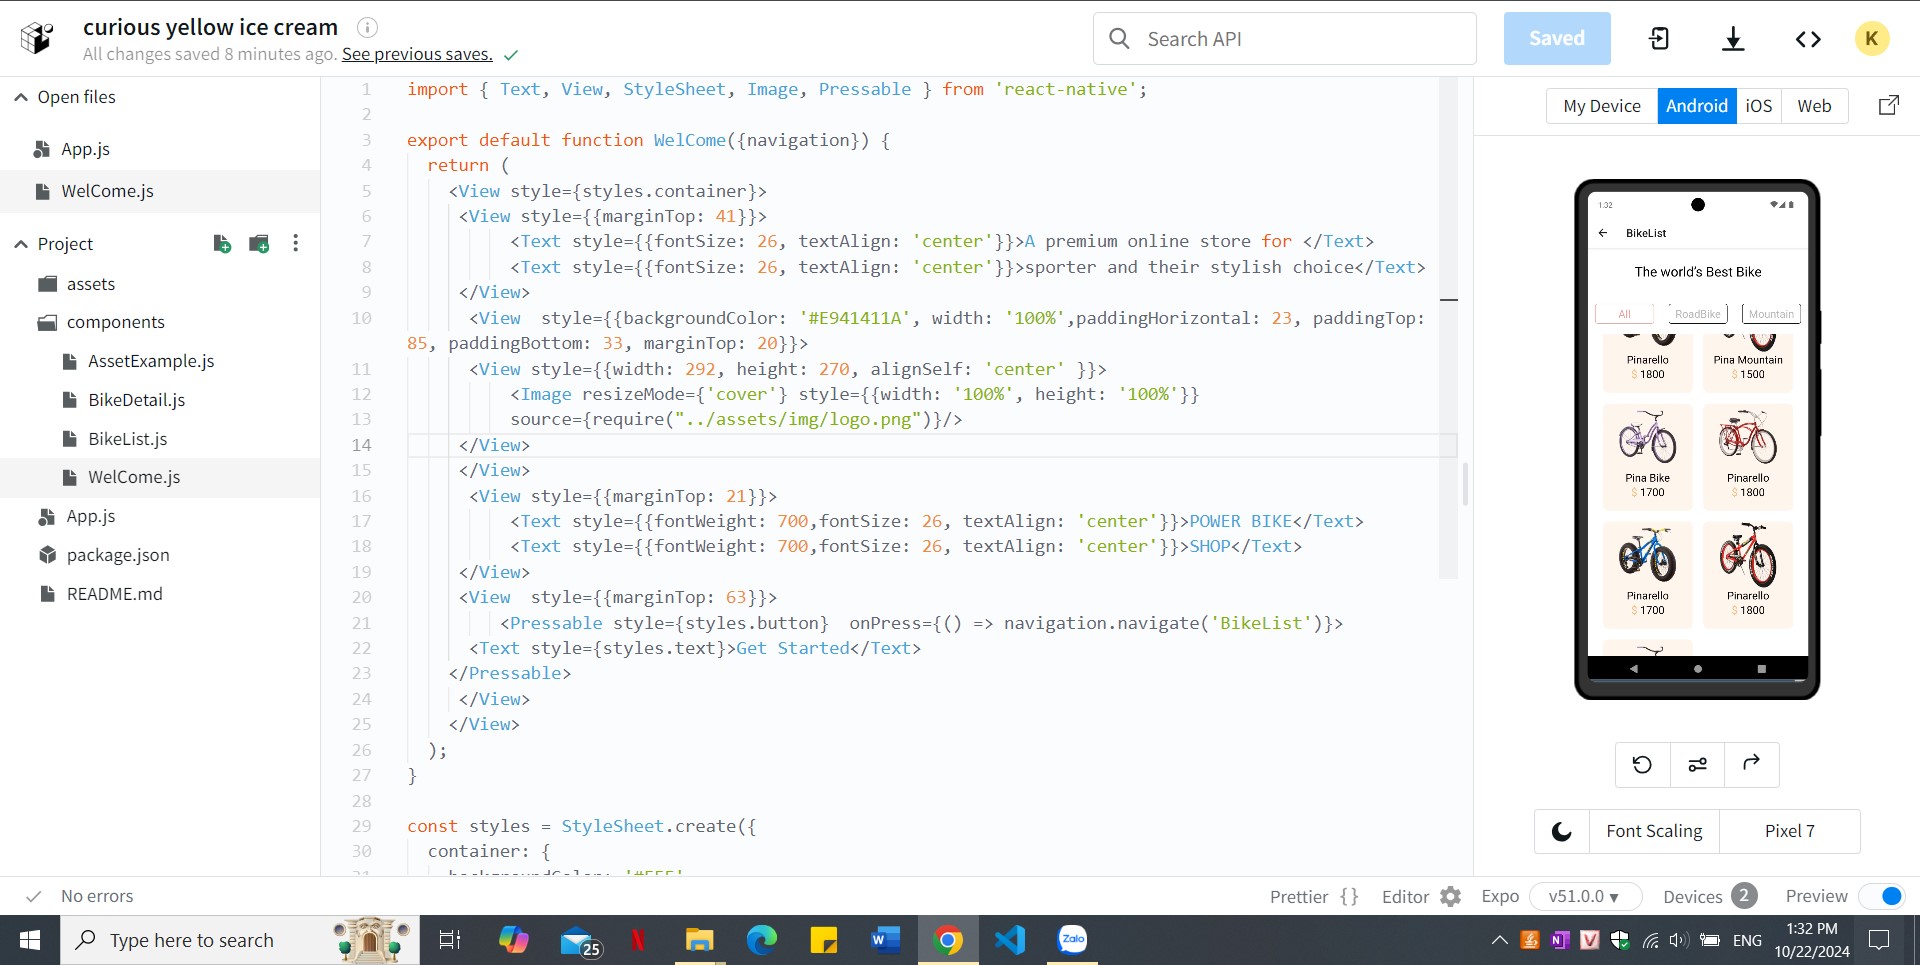 curious yellow ice cream
All changes saved 8 minutes ago. See previous saves.
Search API
Saved
K
Open files
App.js
WelCome.js
Project
assets
components
AssetExample.js
BikeDetail.js
BikeList.js
WelCome.js
App.js
package.json
README.md
1 import { Text, View, StyleSheet, Image, Pressable } from 'react-native';
2
3 export default function WelCome({navigation}) {
4 return (
5 <View style={styles.container}>
6 <View style={{marginTop: 41}}>
7 <Text style={{fontSize: 26, textAlign: 'center'}}>A premium online store for </Text>
8 <Text style={{fontSize: 26, textAlign: 'center'}}>sporter and their stylish choice</Text>
9 </View>
10 <View  style={{backgroundColor: '#E941411A', width: '100%',paddingHorizontal: 23, paddingTop:
85, paddingBottom: 33, marginTop: 20}}>
11 <View style={{width: 292, height: 270, alignSelf: 'center' }}>
12 <Image resizeMode={'cover'} style={{width: '100%', height: '100%'}}
13 source={require("../assets/img/logo.png")}/>
14 </View>
15 </View>
16 <View style={{marginTop: 21}}>
17 <Text style={{fontWeight: 700,fontSize: 26, textAlign: 'center'}}>POWER BIKE</Text>
18 <Text style={{fontWeight: 700,fontSize: 26, textAlign: 'center'}}>SHOP</Text>
19 </View>
20 <View  style={{marginTop: 63}}>
21 <Pressable style={styles.button}  onPress={() => navigation.navigate('BikeList')}>
22 <Text style={styles.text}>Get Started</Text>
23 </Pressable>
24 </View>
25 </View>
26 );
27 }
28
29 const styles = StyleSheet.create({
30 container: {
My Device Android iOS Web
1:32
BikeList
The world's Best Bike
All RoadBike Mountain
Pinarello Pina Mountain
$ 1800 $ 1500
Pina Bike Pinarello
$ 1700 $ 1800
Pinarello Pinarello
$ 1700 $ 1800
Font Scaling Pixel 7
No errors
Prettier {} Editor Expo v51.0.0 Devices 2 Preview
Type here to search
25
Zalo
ENG
1:32 PM
10/22/2024